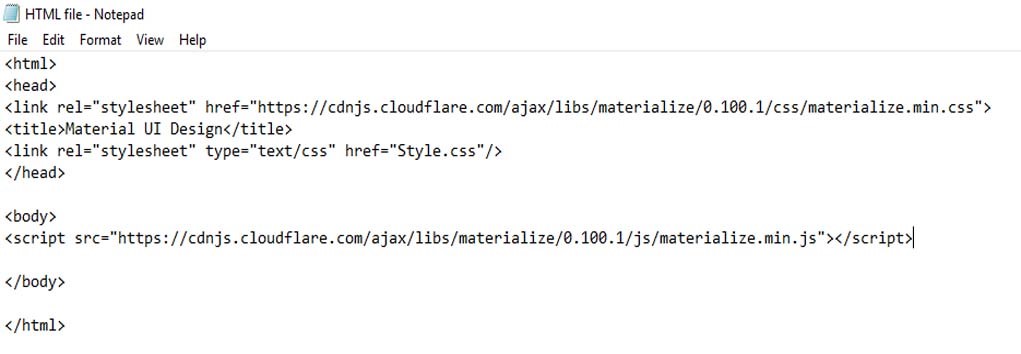 HTML file - Notepad
File Edit Format View Help
<html>
<head>
<link rel="stylesheet" href="https://cdnjs.cloudflare.com/ajax/libs/materialize/0.100.1/css/materialize.min.css">
<title>Material UI Design</title>
<link rel="stylesheet" type="text/css" href="Style.css"/>
</head>
<body>
<script src="https://cdnjs.cloudflare.com/ajax/libs/materialize/0.100.1/js/materialize.min.js"></script>
</body>
</html>